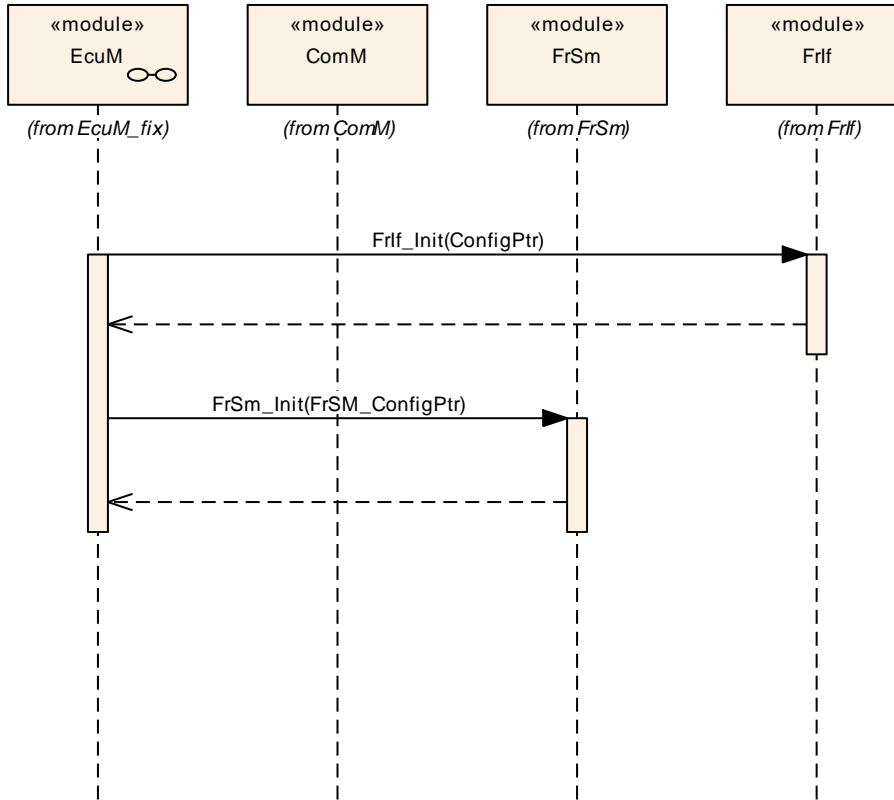 «module» «module» «module» «module»
EcuM ComM FrSm FrIf
(from EcuM_fix) (from ComM) (from FrSm) (from FrIf)
FrIf_Init(ConfigPtr)
FrSm_Init(FrSM_ConfigPtr)